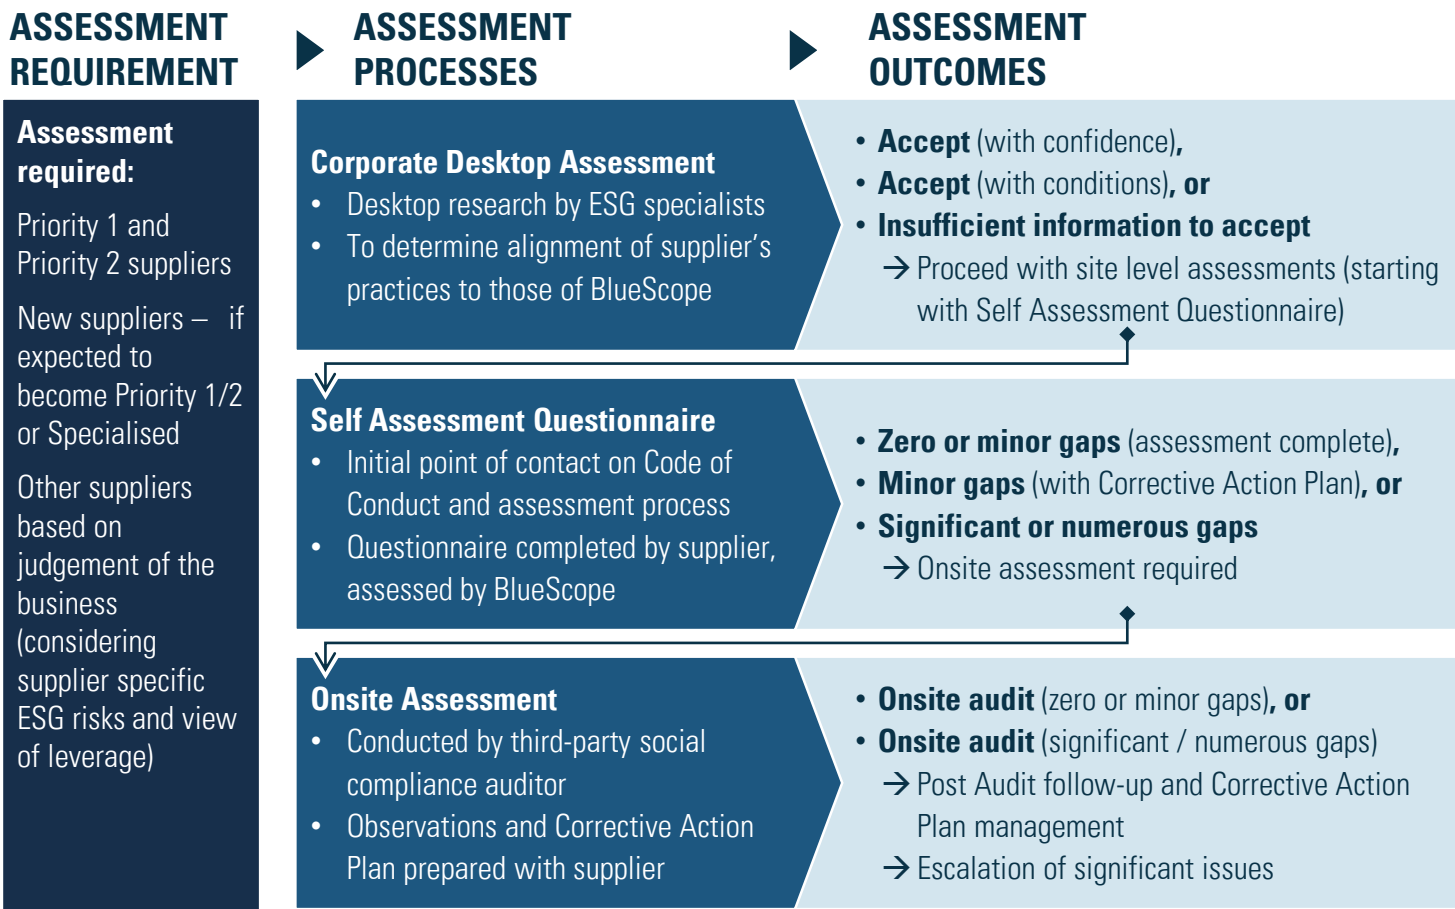 ASSESSMENT
REQUIREMENT
ASSESSMENT
PROCESSES
ASSESSMENT
OUTCOMES
Assessment
required:
Priority 1 and
Priority 2 suppliers
New suppliers – if
expected to
become Priority 1/2
or Specialised
Other suppliers
based on
judgement of the
business
(considering
supplier specific
ESG risks and view
of leverage)
Corporate Desktop Assessment
• Desktop research by ESG specialists
• To determine alignment of supplier's
practices to those of BlueScope
• Accept (with confidence),
• Accept (with conditions), or
• Insufficient information to accept
→ Proceed with site level assessments (starting
with Self Assessment Questionnaire)
Self Assessment Questionnaire
• Initial point of contact on Code of
Conduct and assessment process
• Questionnaire completed by supplier,
assessed by BlueScope
• Zero or minor gaps (assessment complete),
• Minor gaps (with Corrective Action Plan), or
• Significant or numerous gaps
→ Onsite assessment required
Onsite Assessment
• Conducted by third-party social
compliance auditor
• Observations and Corrective Action
Plan prepared with supplier
• Onsite audit (zero or minor gaps), or
• Onsite audit (significant / numerous gaps)
→ Post Audit follow-up and Corrective Action
Plan management
→ Escalation of significant issues